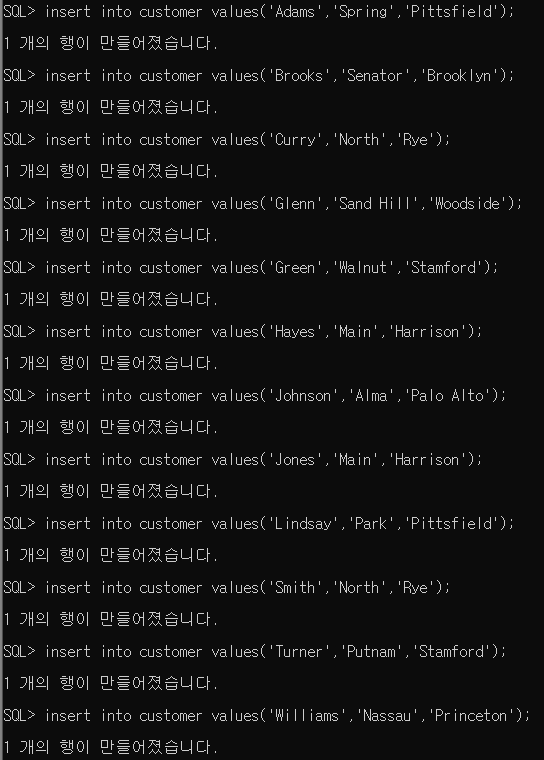 SQL> insert into customer values('Adams','Spring','Pittsfield');
1 개의 행이 만들어졌습니다.
SQL> insert into customer values('Brooks','Senator','Brooklyn');
1 개의 행이 만들어졌습니다.
SQL> insert into customer values('Curry','North','Rye');
1 개의 행이 만들어졌습니다.
SQL> insert into customer values('Glenn','Sand Hill','Woodside');
1 개의 행이 만들어졌습니다.
SQL> insert into customer values('Green','Walnut','Stamford');
1 개의 행이 만들어졌습니다.
SQL> insert into customer values('Hayes','Main','Harrison');
1 개의 행이 만들어졌습니다.
SQL> insert into customer values('Johnson','Alma','Palo Alto');
1 개의 행이 만들어졌습니다.
SQL> insert into customer values('Jones','Main','Harrison');
1 개의 행이 만들어졌습니다.
SQL> insert into customer values('Lindsay','Park','Pittsfield');
1 개의 행이 만들어졌습니다.
SQL> insert into customer values('Smith','North','Rye');
1 개의 행이 만들어졌습니다.
SQL> insert into customer values('Turner','Putnam','Stamford');
1 개의 행이 만들어졌습니다.
SQL> insert into customer values('Williams','Nassau','Princeton');
1 개의 행이 만들어졌습니다.